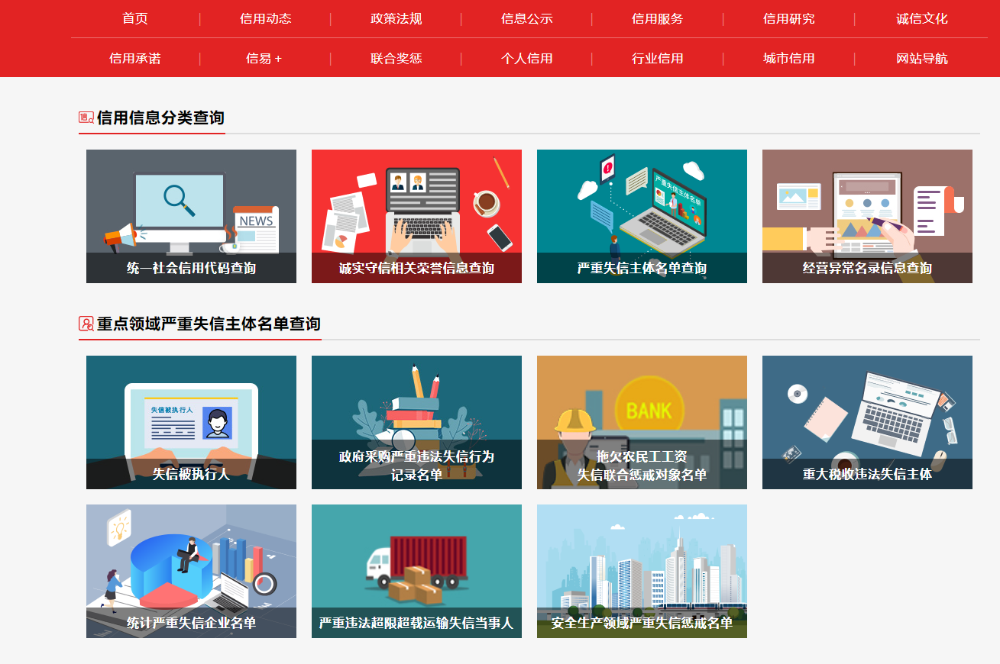 首页
信用动态
政策法规
信息公示
信用服务
信用研究
诚信文化
信用承诺
信易 +
联合奖惩
个人信用
行业信用
城市信用
网站导航
信用信息分类查询
NEWS
统一社会信用代码查询
诚实守信相关荣誉信息查询
严重失信主体名单
严重失信主体名单查询
经营异常名录信息查询
重点领域严重失信主体名单查询
失信被执行人
失信被执行人
政府采购严重违法失信行为
记录名单
BANK
拖欠农民工工资
失信联合惩戒对象名单
重大税收违法失信主体
统计严重失信企业名单
严重违法超限超载运输失信当事人
安全生产领域严重失信惩戒名单